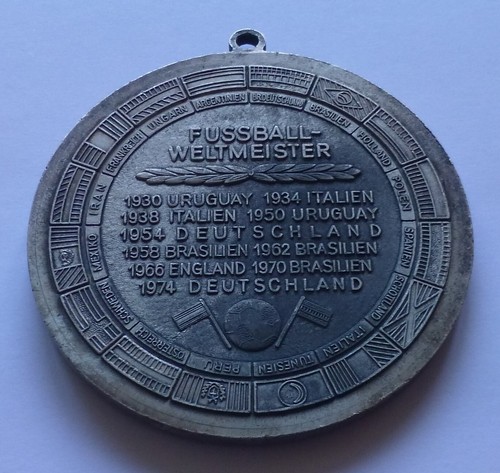 FUSSBALL-
WELTMEISTER
1930 URUGUAY 1934 ITALIEN
1938 ITALIEN 1950 URUGUAY
1954 DEUTSCHLAND
1958 BRASILIEN 1962 BRASILIEN
1966 ENGLAND 1970 BRASILIEN
1974 DEUTSCHLAND
ARGENTINIEN
BRASILIEN
HOLLAND
POLEN
SPANIEN
SCHOTTLAND
ITALIEN
TUNESIEN
PERU
ÖSTERREICH
SCHWEDEN
MEXIKO
IRAN
FRANKREICH
UNGARN